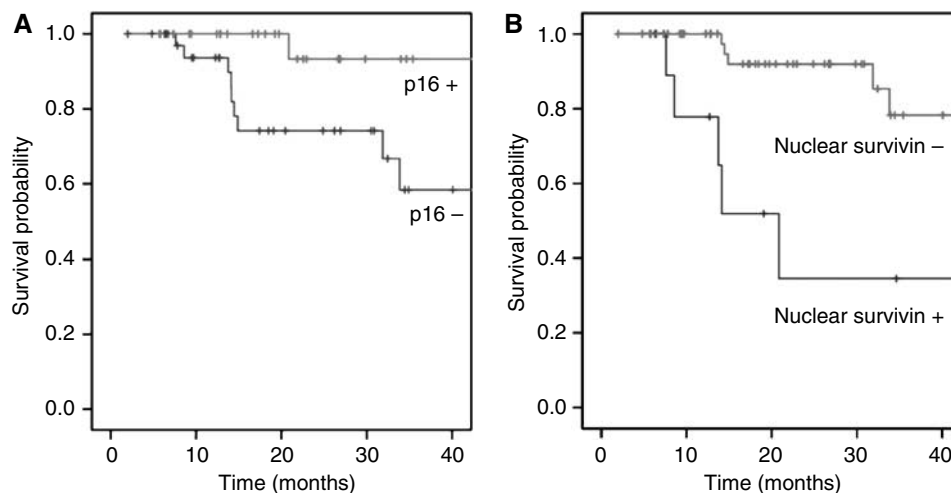 A
Survival probability
1.0
0.8
0.6
0.4
0.2
0.0
p16 +
p16 –
0 10 20 30 40
Time (months)
B
Survival probability
1.0
0.8
0.6
0.4
0.2
0.0
Nuclear survivin –
Nuclear survivin +
0 10 20 30 40
Time (months)